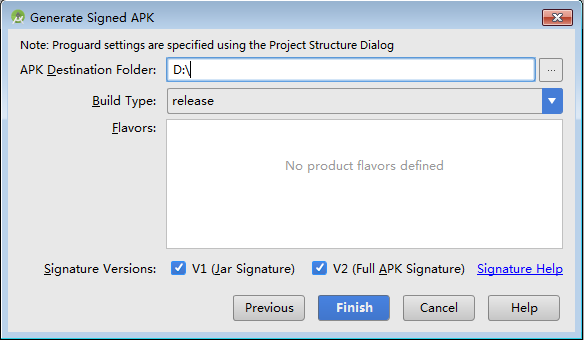 Generate Signed APK
Note: Proguard settings are specified using the Project Structure Dialog
APK Destination Folder: D:\ ...
Build Type: release
Flavors:
No product flavors defined
Signature Versions: V1 (Jar Signature) V2 (Full APK Signature) Signature Help
Previous Finish Cancel Help